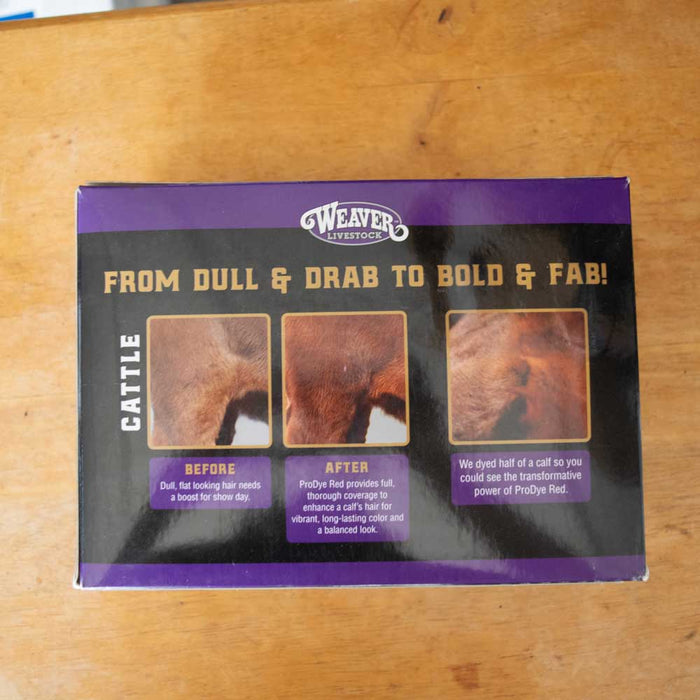 WEAVER
LIVESTOCK
FROM DULL & DRAB TO BOLD & FAB!
CATTLE
BEFORE
Dull, flat looking hair needs
a boost for show day.
AFTER
ProDye Red provides full,
thorough coverage to
enhance a calf's hair for
vibrant, long-lasting color and
a balanced look.
We dyed half of a calf so you
could see the transformative
power of ProDye Red.